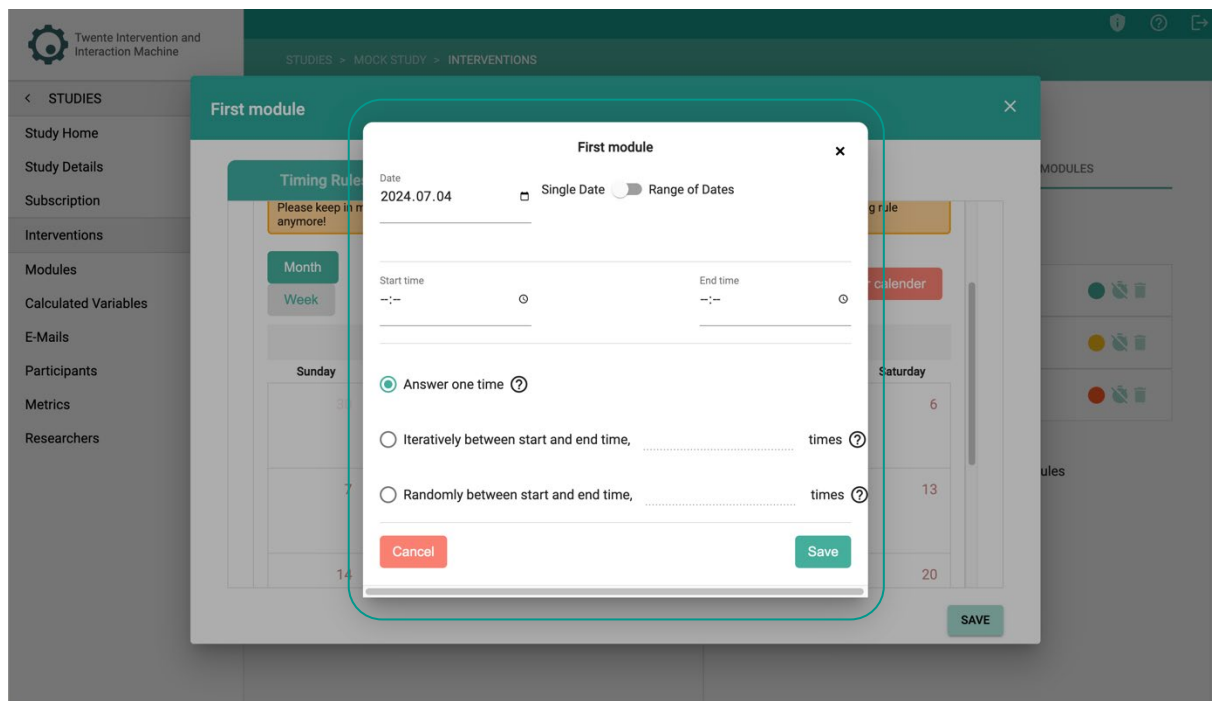 Twente Intervention and
Interaction Machine
STUDIES > MOCK STUDY > INTERVENTIONS
< STUDIES
Study Home
Study Details
Subscription
Interventions
Modules
Calculated Variables
E-Mails
Participants
Metrics
Researchers
First module
Timing Rule
Please keep in
g rule
anymore!
Month
Week
calender
Sunday
Saturday
30
6
7
13
14
20
SAVE
First module
Date
2024.07.04
Single Date
Range of Dates
Start time
End time
--:--
--:--
Answer one time
Iteratively between start and end time,
times
Randomly between start and end time,
times
Cancel
Save
MODULES
ules